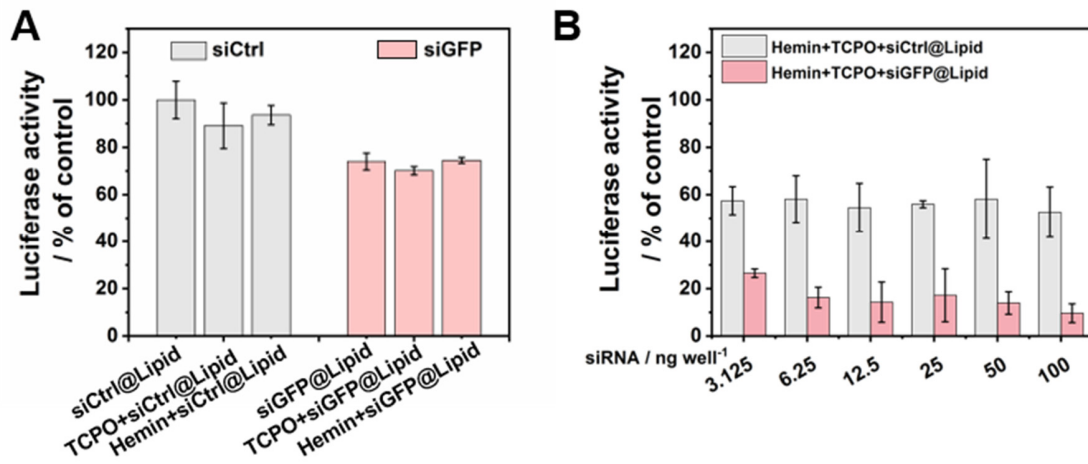 A
Luciferase activity
/ % of control
120
100
80
60
40
20
0
siCtrl
siGFP
siCtrl@Lipid
TCPO+siCtrl@Lipid
Hemin+siCtrl@Lipid
siGFP@Lipid
TCPO+siGFP@Lipid
Hemin+siGFP@Lipid
B
Luciferase activity
/ % of control
120
100
80
60
40
20
0
Hemin+TCPO+siCtrl@Lipid
Hemin+TCPO+siGFP@Lipid
siRNA / ng well⁻¹
3.125
6.25
12.5
25
50
100